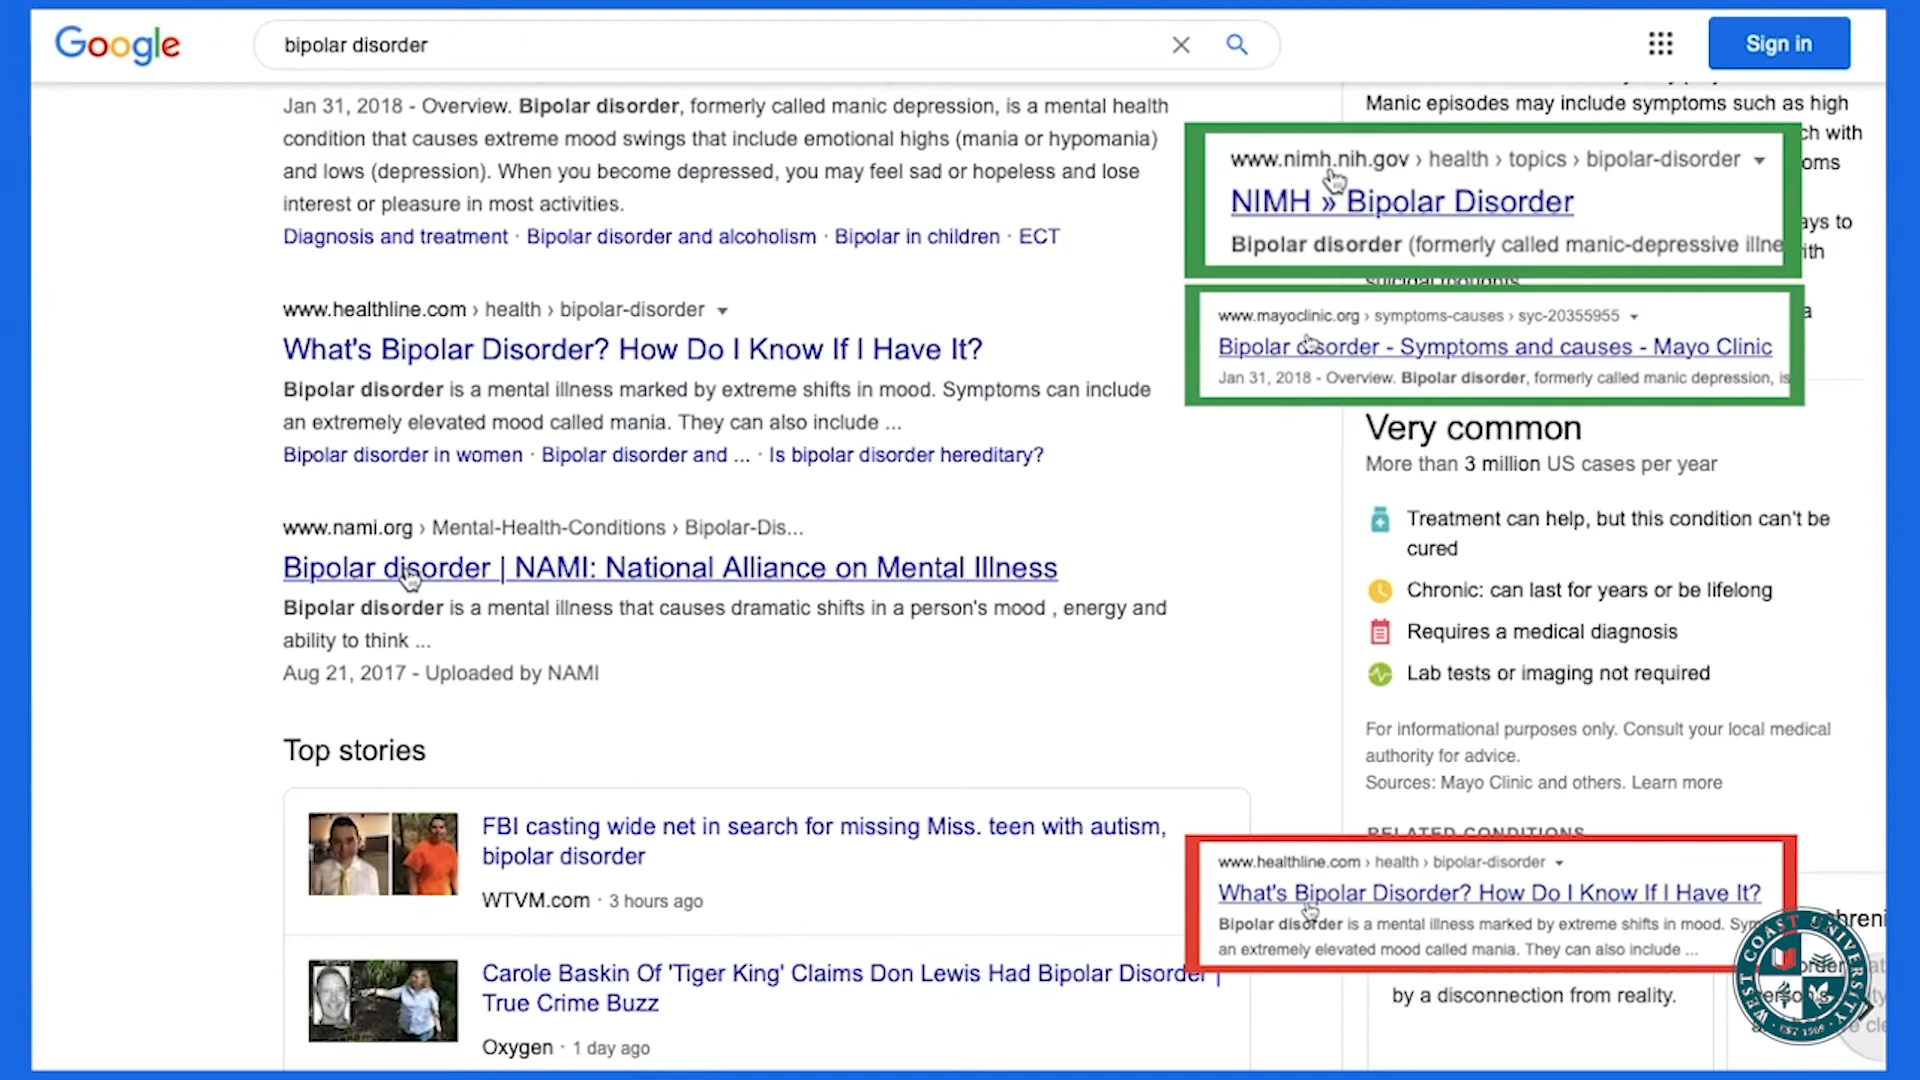 Google
bipolar disorder
Sign in
Jan 31, 2018 - Overview. Bipolar disorder, formerly called manic depression, is a mental health
condition that causes extreme mood swings that include emotional highs (mania or hypomania)
and lows (depression). When you become depressed, you may feel sad or hopeless and lose
interest or pleasure in most activities.
Diagnosis and treatment · Bipolar disorder and alcoholism · Bipolar in children · ECT
www.healthline.com › health › bipolar-disorder
What's Bipolar Disorder? How Do I Know If I Have It?
Bipolar disorder is a mental illness marked by extreme shifts in mood. Symptoms can include
an extremely elevated mood called mania. They can also include ...
Bipolar disorder in women · Bipolar disorder and ... · Is bipolar disorder hereditary?
www.nami.org › Mental-Health-Conditions › Bipolar-Dis...
Bipolar disorder | NAMI: National Alliance on Mental Illness
Bipolar disorder is a mental illness that causes dramatic shifts in a person's mood , energy and
ability to think ...
Aug 21, 2017 - Uploaded by NAMI
Top stories
FBI casting wide net in search for missing Miss. teen with autism,
bipolar disorder
WTVM.com · 3 hours ago
Carole Baskin Of 'Tiger King' Claims Don Lewis Had Bipolar Disorder |
True Crime Buzz
Oxygen · 1 day ago
Manic episodes may include symptoms such as high
www.nimh.nih.gov › health › topics › bipolar-disorder
NIMH » Bipolar Disorder
Bipolar disorder (formerly called manic-depressive illne
suicidal thoughts.
www.mayoclinic.org › symptoms-causes › syc-20355955
Bipolar disorder - Symptoms and causes - Mayo Clinic
Jan 31, 2018 - Overview. Bipolar disorder, formerly called manic depression, is
Very common
More than 3 million US cases per year
Treatment can help, but this condition can't be
cured
Chronic: can last for years or be lifelong
Requires a medical diagnosis
Lab tests or imaging not required
For informational purposes only. Consult your local medical
authority for advice.
Sources: Mayo Clinic and others. Learn more
RELATED CONDITIONS
www.healthline.com › health › bipolar-disorder
What's Bipolar Disorder? How Do I Know If I Have It?
Bipolar disorder is a mental illness marked by extreme shifts in mood. Sym
an extremely elevated mood called mania. They can also include ...
by a disconnection from reality.
WEST COAST UNIVERSITY
EST 1909